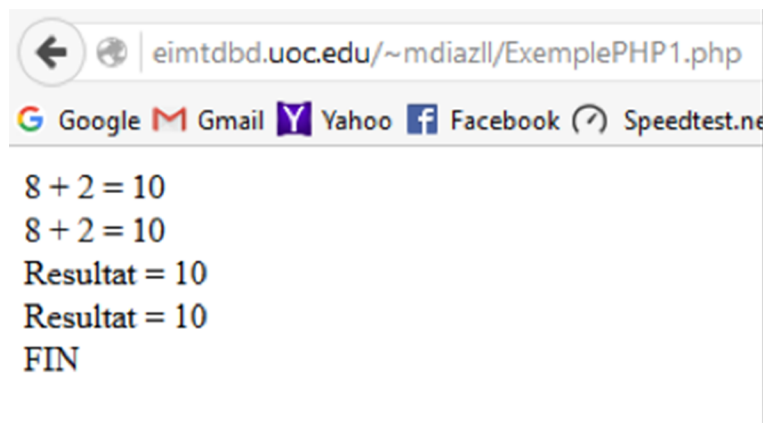 eimtdbd.uoc.edu/~mdiazll/ExemplePHP1.php
G Google M Gmail Y Yahoo f Facebook Speedtest.ne
8 + 2 = 10
8 + 2 = 10
Resultat = 10
Resultat = 10
FIN